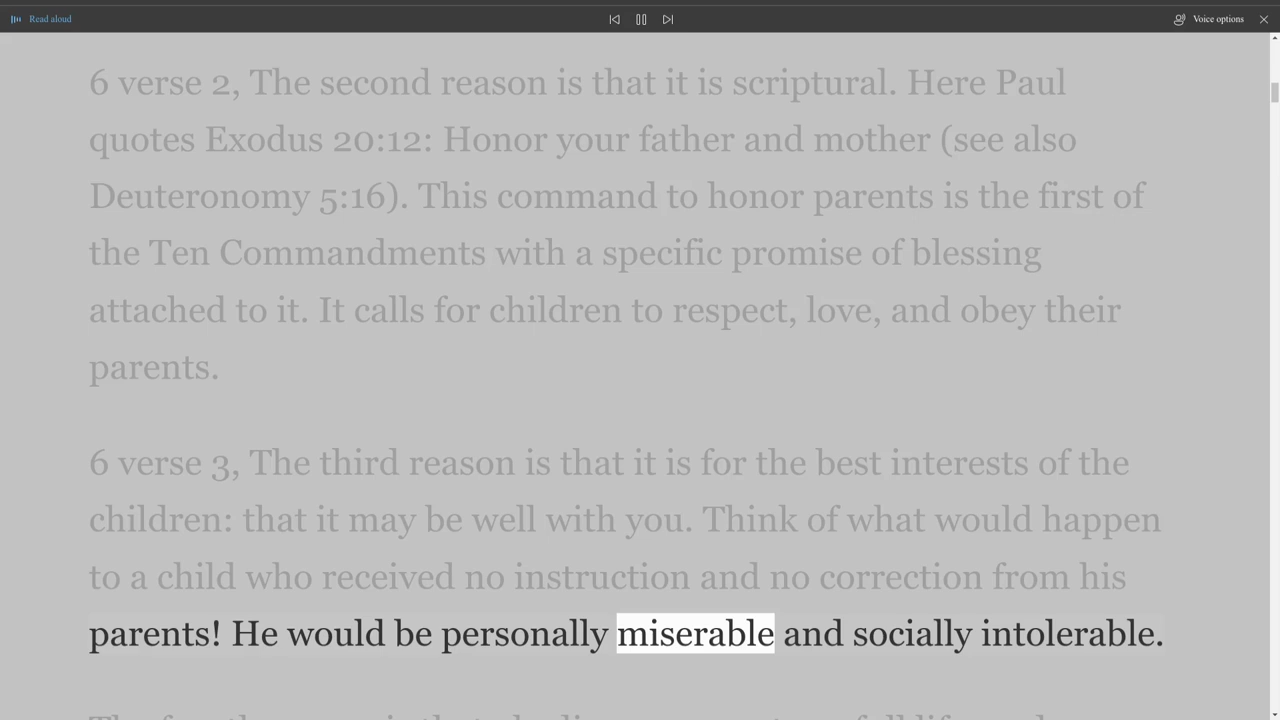 Read aloud
Voice options
6 verse 2, The second reason is that it is scriptural. Here Paul
quotes Exodus 20:12: Honor your father and mother (see also
Deuteronomy 5:16). This command to honor parents is the first of
the Ten Commandments with a specific promise of blessing
attached to it. It calls for children to respect, love, and obey their
parents.
6 verse 3, The third reason is that it is for the best interests of the
children: that it may be well with you. Think of what would happen
to a child who received no instruction and no correction from his
parents! He would be personally miserable and socially intolerable.